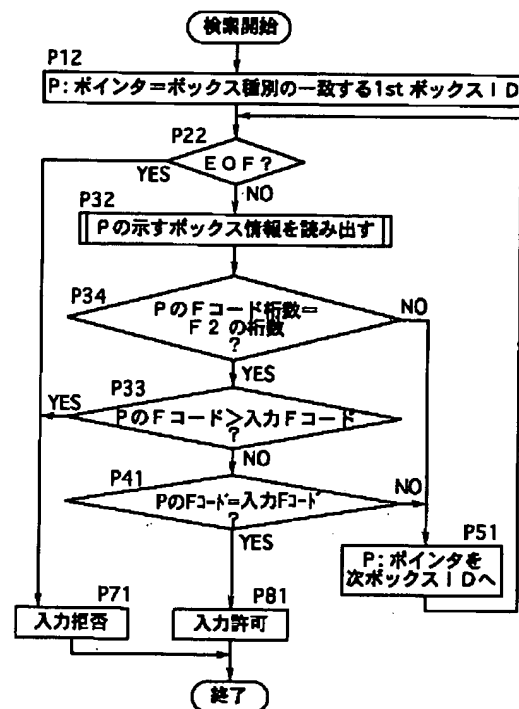 検索開始
P12
P:ポインタ=ボックス種別の一致する1stボックスID
P22
EOF?
YES
NO
P32
Pの示すボックス情報を読み出す
P34
PのFコード桁数=
F2の桁数
?
NO
YES
P33
YES
PのFコード>入力Fコード
?
NO
P41
PのFコード=入力Fコード
?
NO
YES
P51
P:ポインタを
次ボックスIDへ
P71
入力拒否
P81
入力許可
終了